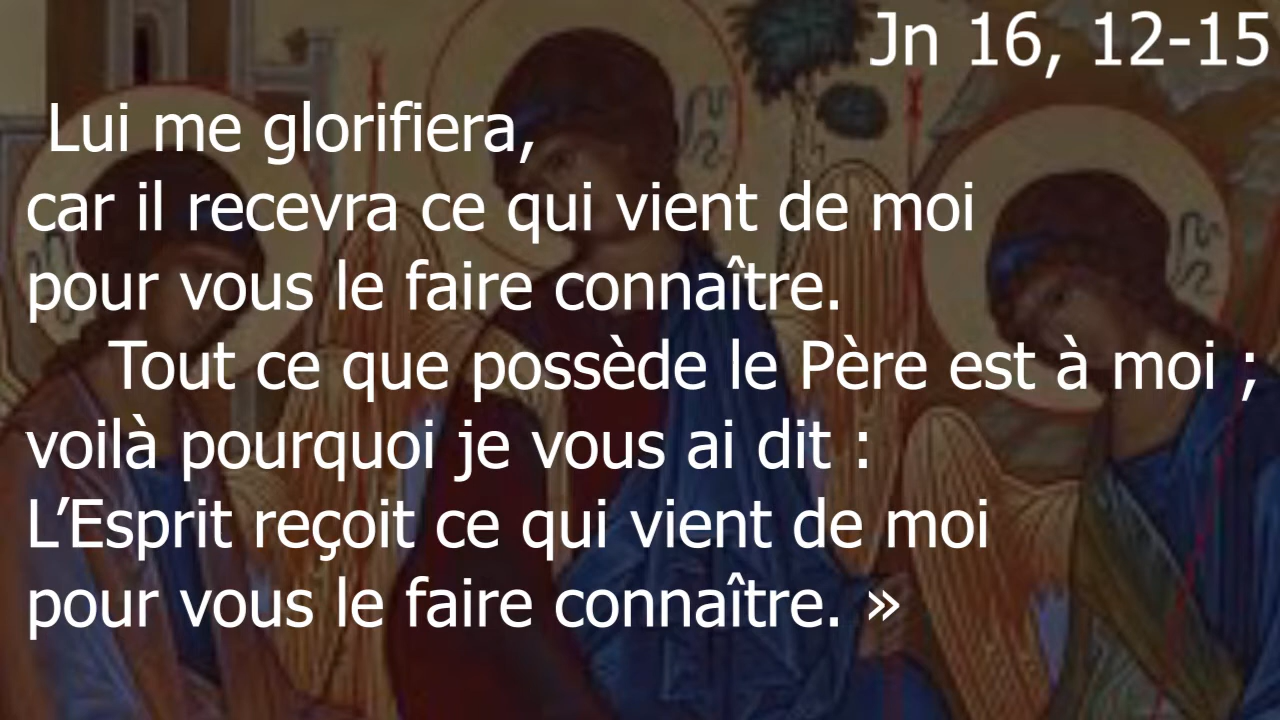 Jn 16, 12-15
Lui me glorifiera,
car il recevra ce qui vient de moi
pour vous le faire connaître.
Tout ce que possède le Père est à moi ;
voilà pourquoi je vous ai dit :
L’Esprit reçoit ce qui vient de moi
pour vous le faire connaître. »